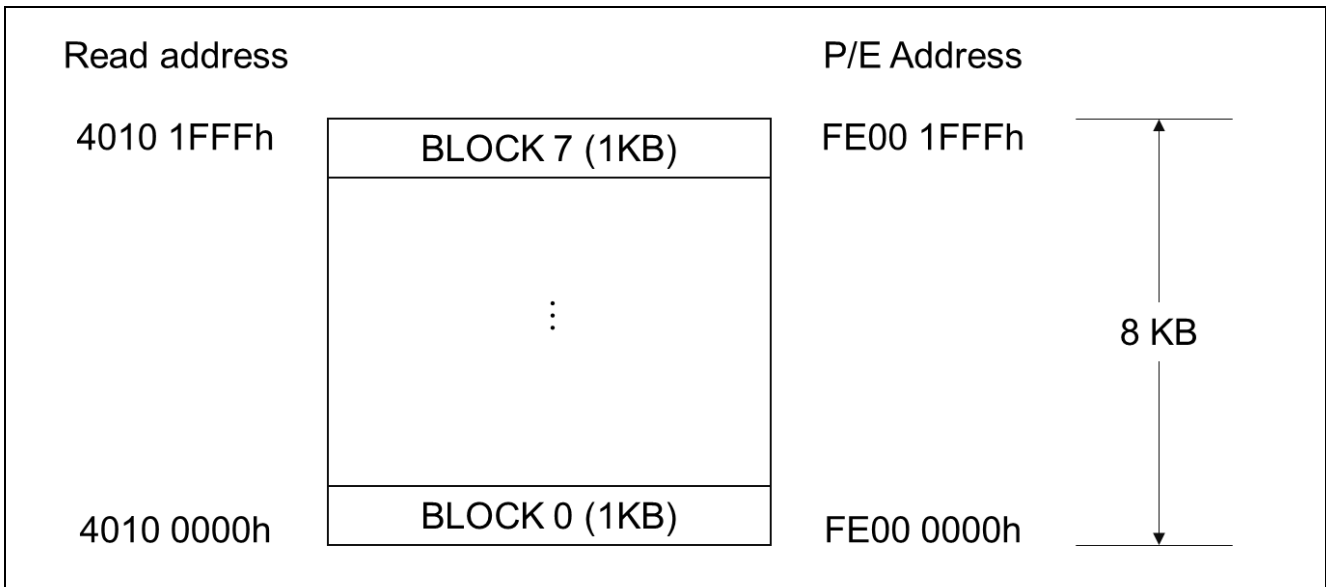 Read address P/E Address
4010 1FFFh BLOCK 7 (1KB) FE00 1FFFh
⋮
8 KB
4010 0000h BLOCK 0 (1KB) FE00 0000h